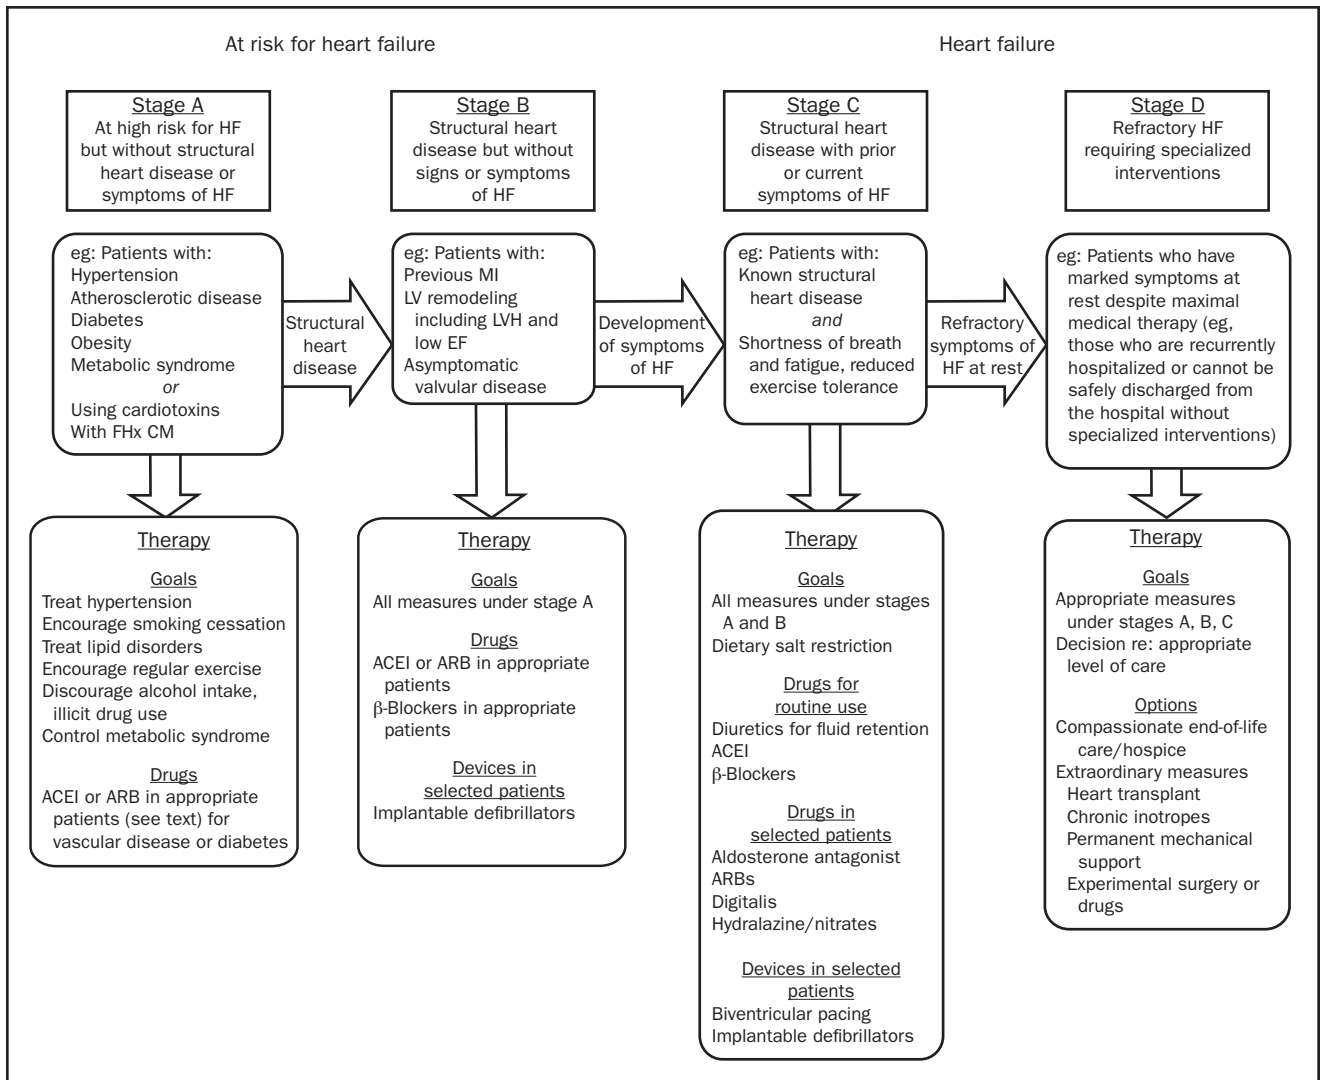 At risk for heart failure
Heart failure
Stage A
At high risk for HF
but without structural
heart disease or
symptoms of HF
Stage B
Structural heart
disease but without
signs or symptoms
of HF
Stage C
Structural heart
disease with prior
or current
symptoms of HF
Stage D
Refractory HF
requiring specialized
interventions
eg: Patients with:
Hypertension
Atherosclerotic disease
Diabetes
Obesity
Metabolic syndrome
or
Using cardiotoxins
With FHx CM
Structural
heart
disease
eg: Patients with:
Previous MI
LV remodeling
including LVH and
low EF
Asymptomatic
valvular disease
Development
of symptoms
of HF
eg: Patients with:
Known structural
heart disease
and
Shortness of breath
and fatigue, reduced
exercise tolerance
Refractory
symptoms of
HF at rest
eg: Patients who have
marked symptoms at
rest despite maximal
medical therapy (eg,
those who are recurrently
hospitalized or cannot be
safely discharged from
the hospital without
specialized interventions)
Therapy
Goals
Treat hypertension
Encourage smoking cessation
Treat lipid disorders
Encourage regular exercise
Discourage alcohol intake,
illicit drug use
Control metabolic syndrome
Drugs
ACEI or ARB in appropriate
patients (see text) for
vascular disease or diabetes
Therapy
Goals
All measures under stage A
Drugs
ACEI or ARB in appropriate
patients
β-Blockers in appropriate
patients
Devices in
selected patients
Implantable defibrillators
Therapy
Goals
All measures under stages
A and B
Dietary salt restriction
Drugs for
routine use
Diuretics for fluid retention
ACEI
β-Blockers
Drugs in
selected patients
Aldosterone antagonist
ARBs
Digitalis
Hydralazine/nitrates
Devices in selected
patients
Biventricular pacing
Implantable defibrillators
Therapy
Goals
Appropriate measures
under stages A, B, C
Decision re: appropriate
level of care
Options
Compassionate end-of-life
care/hospice
Extraordinary measures
Heart transplant
Chronic inotropes
Permanent mechanical
support
Experimental surgery or
drugs